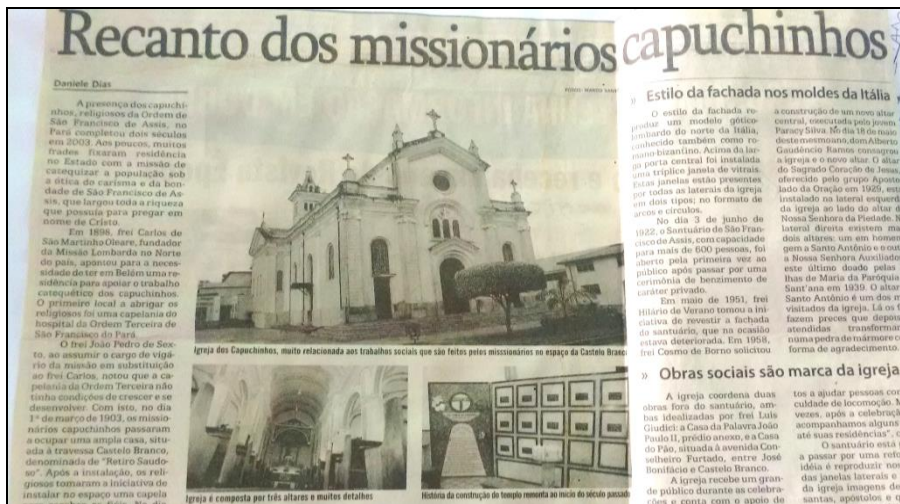 Recanto dos missionários capuchinhos
Daniele Dias
A presença dos capuchi-
nhos, religiosos da Ordem de
São Francisco de Assis, no
Pará completou dois séculos
em 2003. Aos poucos, muitos
frades fixaram residência
no Estado com a missão de
catequizar a população sob
a ótica do carisma e da bon-
dade de São Francisco de As-
sis, que largou toda a riqueza
que possuía para pregar em
nome de Cristo.
Em 1898, frei Carlos de
São Martinho Oleare, fundador
da Missão Lombarda no Norte
do país, apontou para a neces-
sidade de ter em Belém uma re-
sidência para apoiar o trabalho
catequético dos capuchinhos.
O primeiro local a abrigar os
religiosos foi uma capelania do
hospital da Ordem Terceira de
São Francisco do Pará.
O frei João Pedro de Sex-
to, ao assumir o cargo de vigá-
rio da missão em substituição
ao frei Carlos, notou que a ca-
pelania da Ordem Terceira não
tinha condições de crescer e se
desenvolver. Com isto, no dia
1º de março de 1903, os missio-
nários capuchinhos passaram
a ocupar uma ampla casa, situ-
ada à travessa Castelo Branco,
denominada de "Retiro Saudo-
so". Após a instalação, os reli-
giosos tomaram a iniciativa de
instalar no espaço uma capela
Igreja dos Capuchinhos, muito relacionada aos trabalhos sociais que são feitos pelos missionários no espaço da Castelo Branco
Igreja é composta por três altares e muitos detalhes
História da construção do templo remonta ao início do século passado
» Estilo da fachada nos moldes da Itália
O estilo da fachada re-
produz um modelo gótico-
lombardo do norte da Itália,
conhecido também como ro-
mano-bizantino. Acima da lar-
ga porta central foi instalada
uma tríplice janela de vitrais.
Estas janelas estão presentes
por todas as laterais da igreja
em dois tipos; no formato de
arcos e círculos.
No dia 3 de junho de
1922, o Santuário de São Fran-
cisco de Assis, com capacidade
para mais de 600 pessoas, foi
aberto pela primeira vez ao
público após passar por uma
cerimônia de benzimento de
caráter privado.
Em maio de 1951, frei
Hilário de Verano tomou a ini-
ciativa de revestir a fachada
do santuário, que na ocasião
estava deteriorada. Em 1958,
frei Cosmo de Borno solicitou
a construção de um novo altar
central, executada pelo jovem
Paracy Silva. No dia 18 de maio
deste mesmo ano, dom Alberto
Gaudêncio Ramos consagrou
a igreja e o novo altar. O altar
do Sagrado Coração de Jesus,
oferecido pelo grupo Aposto-
lado da Oração em 1929, está
instalado na lateral esquerda
da igreja ao lado do altar de
Nossa Senhora da Piedade. N
lateral direita existem ma
dois altares: um em homen
gem a Santo Antônio e o out
a Nossa Senhora Auxiliado
este último doado pelas
lhas de Maria da Paróquia
Sant'ana em 1939. O altar
Santo Antônio é um dos m
visitados da igreja. Lá os
fazem preces que depois
atendidas transformam
numa pedra de mármore c
forma de agradecimento.
» Obras sociais são marca da igreja
A igreja coordena duas
obras fora do santuário, am-
bas idealizadas por frei Luis
Giudici: a Casa da Palavra João
Paulo II, prédio anexo, e a Casa
do Pão, situada à avenida Con-
selheiro Furtado, entre José
Bonifácio e Castelo Branco.
A igreja recebe um gran-
de público durante as celebra-
ções e conta com o apoio de
tos a ajudar pessoas com
culdade de locomoção. M
vezes, após a celebração
acompanhamos alguns
até suas residências",
O santuário está
a passar por uma refo
idéia é reproduzir nos
das janelas laterais e
da igreja imagens de
santas, apóstolos e